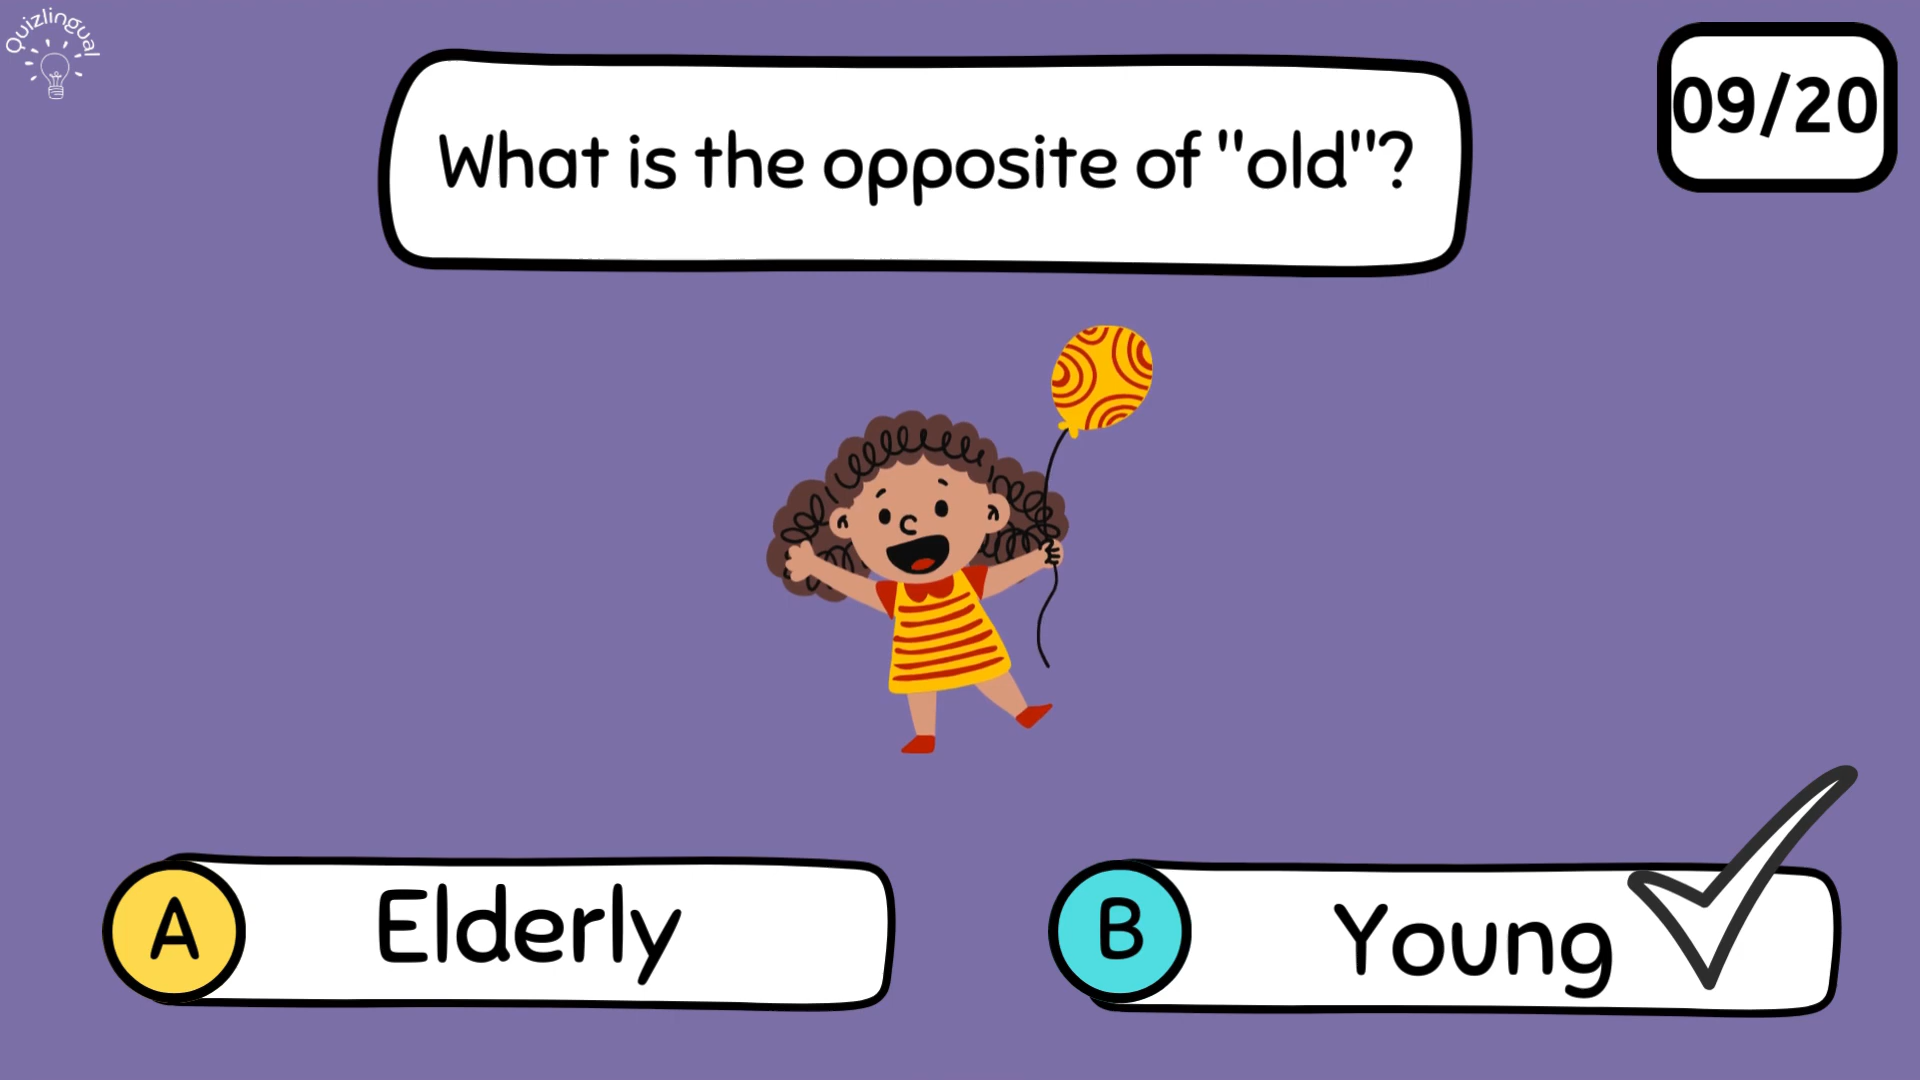 Quizlingual
What is the opposite of "old"?
09/20
A
Elderly
B
Young